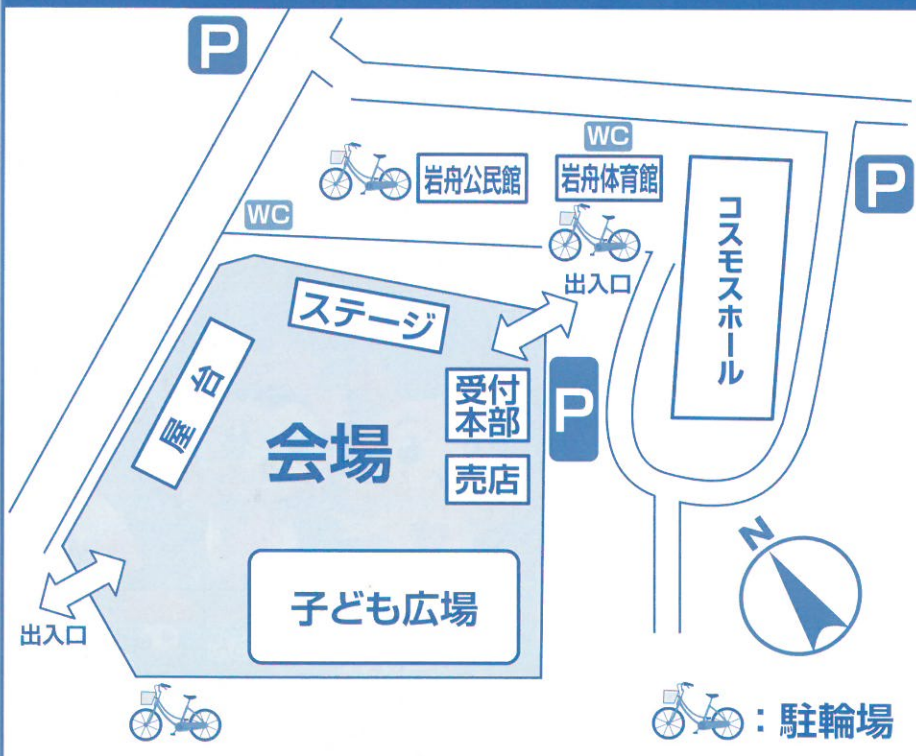 P
WC
岩舟公民館
岩舟体育館
P
コスモスホール
WC
出入口
ステージ
屋台
受付
本部
P
会場
売店
N
子ども広場
出入口
：駐輪場